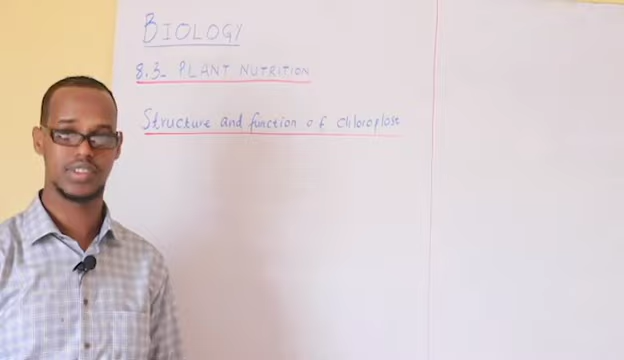 BIOLOGY
8.3- PLANT NUTRITION
Structure and function of chloroplast